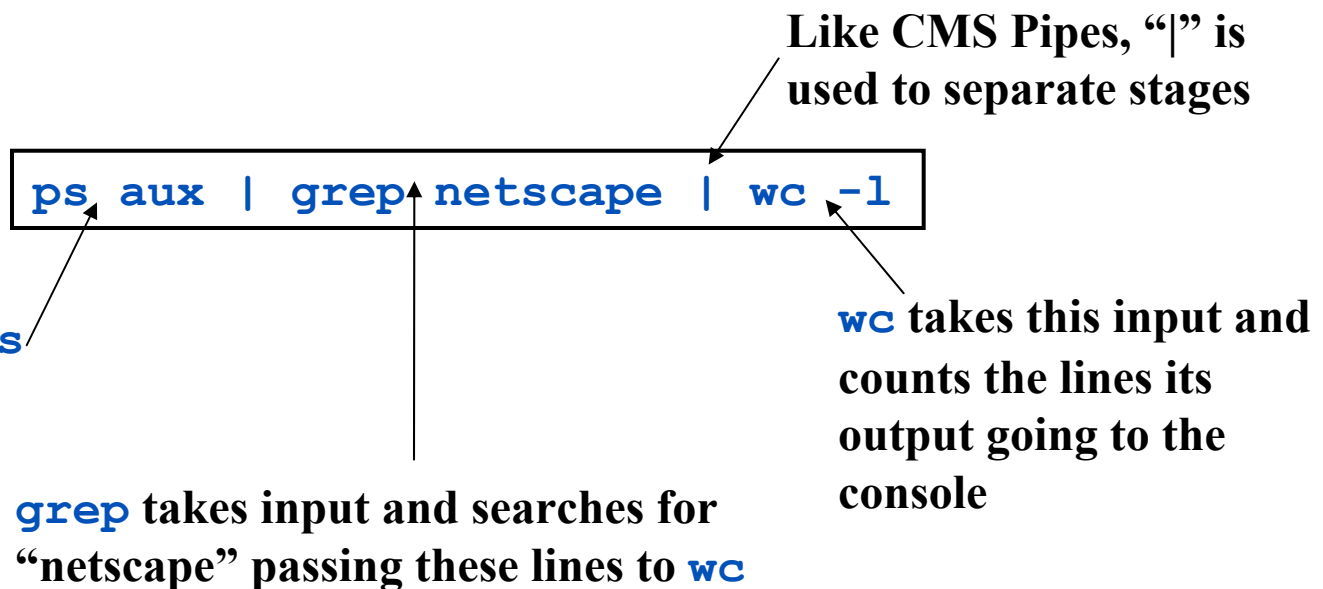 Like CMS Pipes, “|” is
used to separate stages
ps aux | grep netscape | wc -l
s
wc takes this input and
counts the lines its
output going to the
console
grep takes input and searches for
“netscape” passing these lines to wc